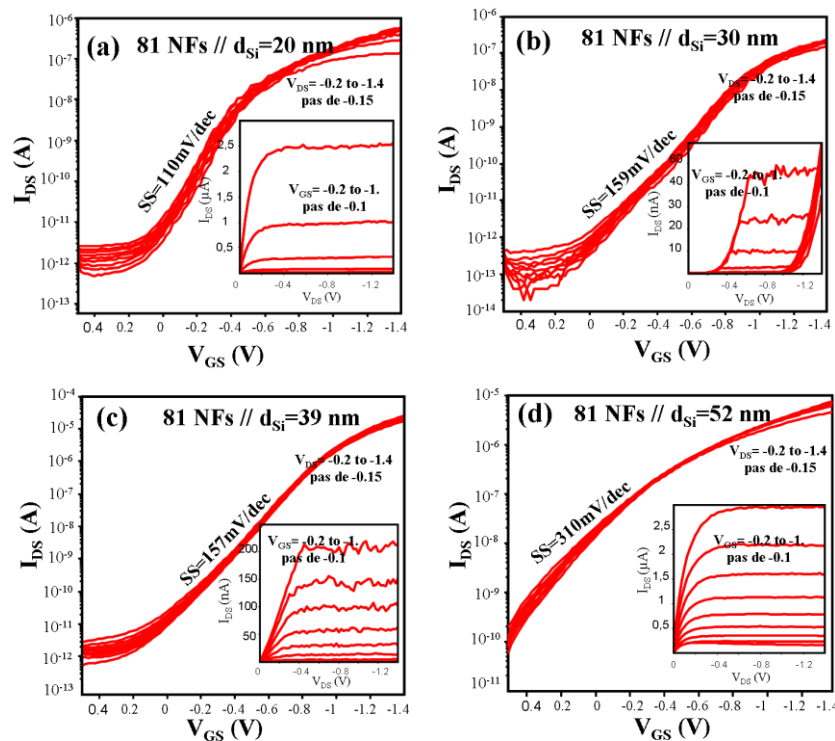 (a) 81 NFs // dSi=20 nm
10-5
10-6
10-7
10-8
10-9
10-10
10-11
10-12
10-13
IDS (A)
SS=110mV/dec
VDS= -0.2 to -1.4
pas de -0.15
VGS= -0.2 to -1.
pas de -0.1
IDS (µA)
2,5
2
1,5
1
0,5
0 -0.4 -0.8 -1.2
VDS (V)
0.4 0.2 0 -0.2 -0.4 -0.6 -0.8 -1 -1.2 -1.4
VGS (V)
(b) 81 NFs // dSi=30 nm
10-6
10-7
10-8
10-9
10-10
10-11
10-12
10-13
10-14
IDS (A)
SS=159mV/dec
VDS= -0.2 to -1.4
pas de -0.15
VGS= -0.2 to -1.
pas de -0.1
IDS (nA)
60
50
40
30
20
10
0 -0.4 -0.8 -1.2
VDS (V)
0.4 0.2 0 -0.2 -0.4 -0.6 -0.8 -1 -1.2 -1.4
VGS (V)
(c) 81 NFs // dSi=39 nm
10-4
10-5
10-6
10-7
10-8
10-9
10-10
10-11
10-12
10-13
IDS (A)
SS=157mV/dec
VDS= -0.2 to -1.4
pas de -0.15
VGS= -0.2 to -1.
pas de -0.1
IDS (nA)
200
150
100
50
0 -0.4 -0.8 -1.2
VDS (V)
0.4 0.2 0 -0.2 -0.4 -0.6 -0.8 -1 -1.2 -1.4
VGS (V)
(d) 81 NFs // dSi=52 nm
10-5
10-6
10-7
10-8
10-9
10-10
10-11
IDS (A)
SS=310mV/dec
VDS= -0.2 to -1.4
pas de -0.15
VGS= -0.2 to -1.
pas de -0.1
IDS (µA)
2,5
2
1,5
1
0,5
0 -0.4 -0.8 -1.2
VDS (V)
0.4 0.2 0 -0.2 -0.4 -0.6 -0.8 -1 -1.2 -1.4
VGS (V)